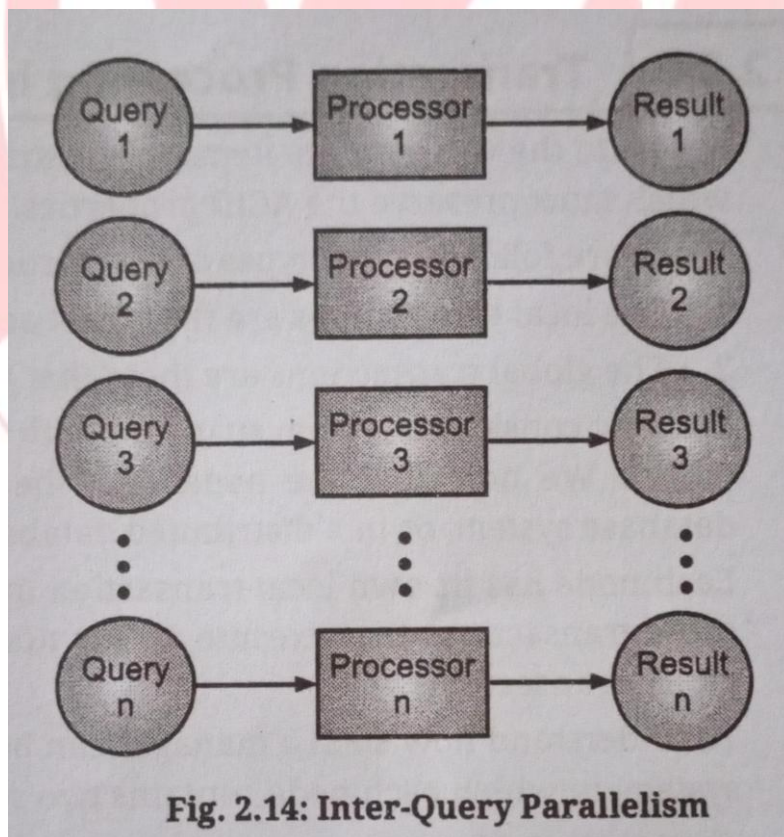 Query
1
Processor
1
Result
1
Query
2
Processor
2
Result
2
Query
3
Processor
3
Result
3
Query
n
Processor
n
Result
n
Fig. 2.14: Inter-Query Parallelism